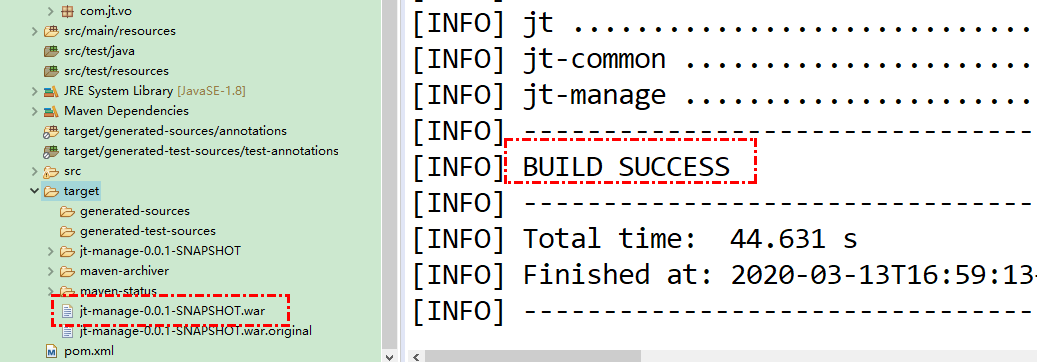 com.jt.vo
src/main/resources
src/test/java
src/test/resources
JRE System Library [JavaSE-1.8]
Maven Dependencies
target/generated-sources/annotations
target/generated-test-sources/test-annotations
src
target
generated-sources
generated-test-sources
jt-manage-0.0.1-SNAPSHOT
maven-archiver
maven-status
jt-manage-0.0.1-SNAPSHOT.war
jt-manage-0.0.1-SNAPSHOT.war.original
pom.xml
[INFO] jt .............................
[INFO] jt-common ......................
[INFO] jt-manage ......................
[INFO] --------------------------------
[INFO] BUILD SUCCESS
[INFO] --------------------------------
[INFO] Total time:  44.631 s
[INFO] Finished at: 2020-03-13T16:59:13
[INFO] --------------------------------